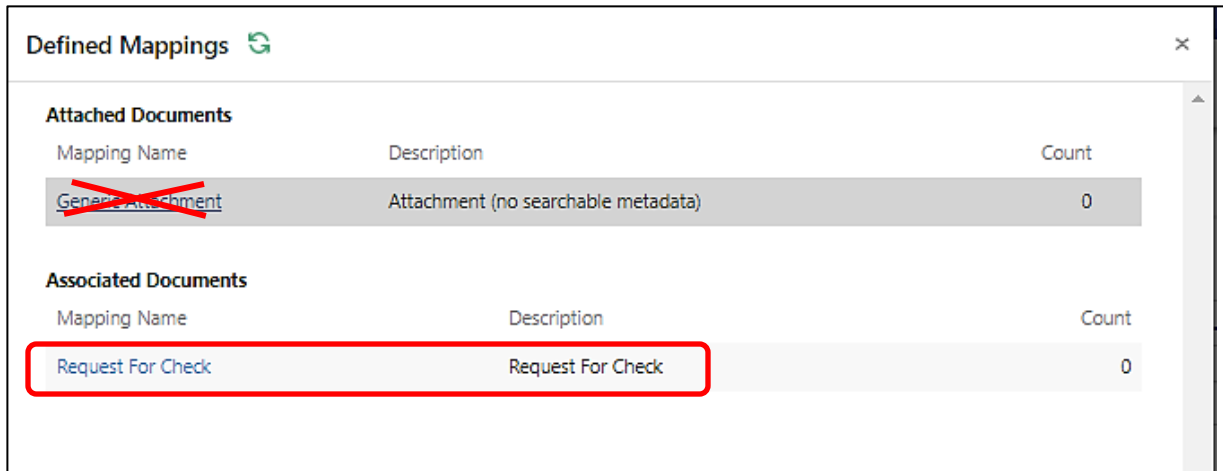 Defined Mappings
Attached Documents
Mapping Name Description Count
Generic Attachment Attachment (no searchable metadata) 0
Associated Documents
Mapping Name Description Count
Request For Check Request For Check 0